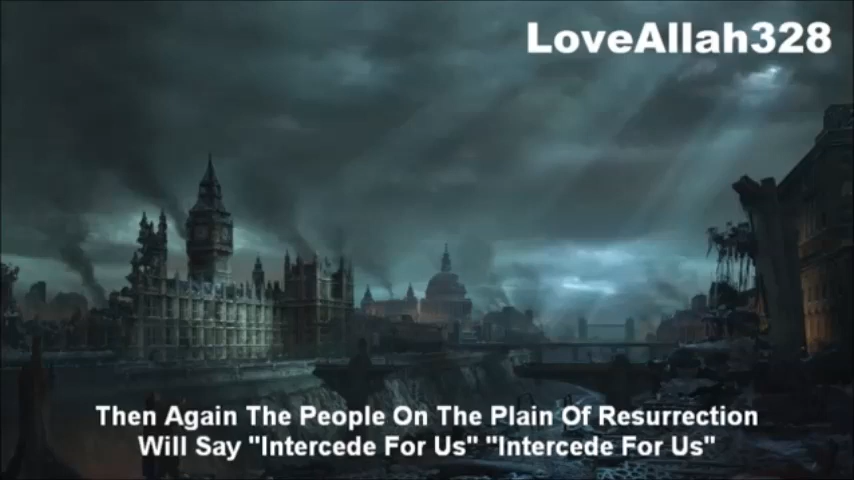 LoveAllah328
Then Again The People On The Plain Of Resurrection
Will Say "Intercede For Us" "Intercede For Us"